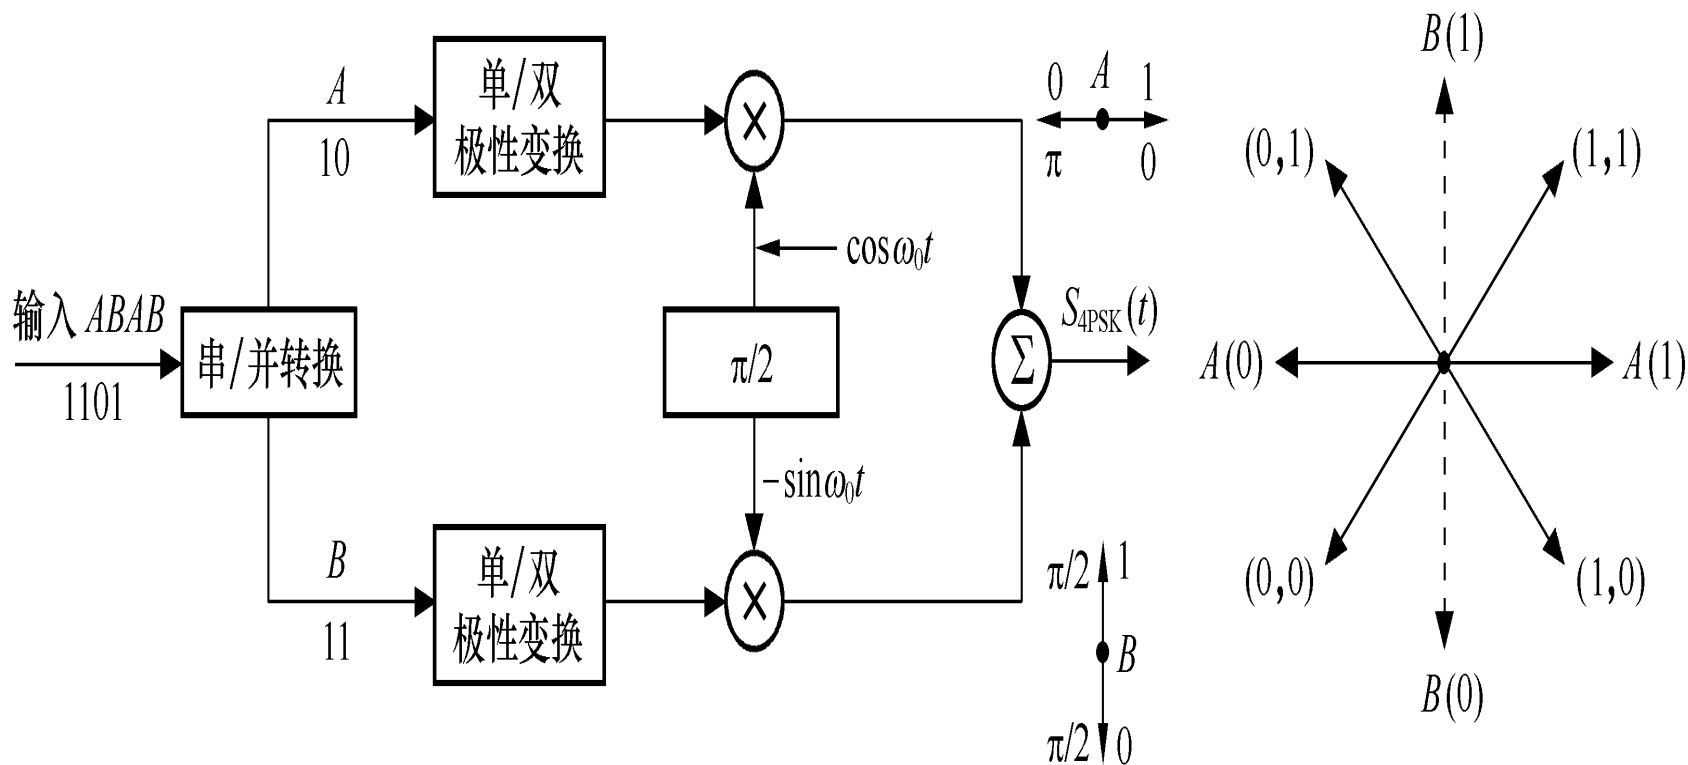 输入 ABAB
1101
串/并转换
A
10
单/双
极性变换
×
cosω₀t
π/2
−sinω₀t
B
11
单/双
极性变换
×
Σ
S4PSK(t)
0 A 1
π 0
π/2 1
B
π/2 0
B(1)
(0,1) (1,1)
A(0) A(1)
(0,0) (1,0)
B(0)